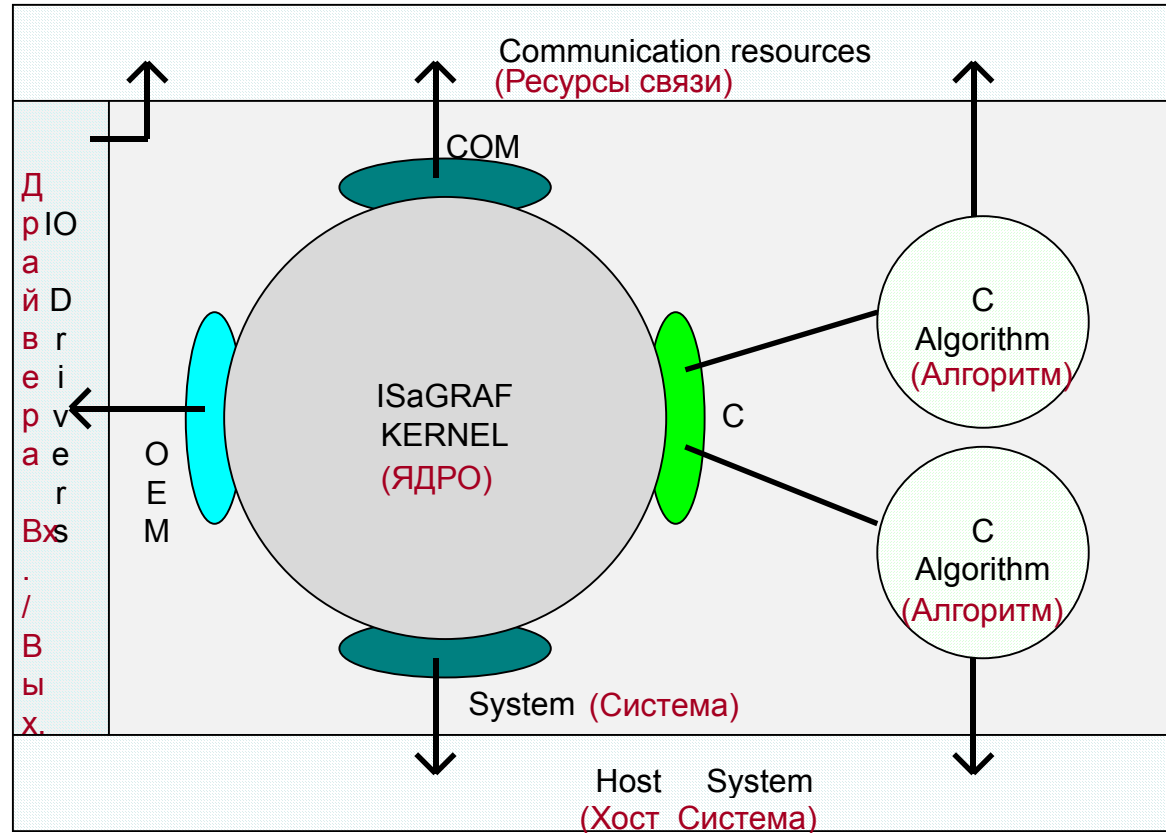 Communication resources
(Ресурсы связи)
COM
Драйвера Вх./Вых.
IO Drivers
OEM
ISaGRAF
KERNEL
(ЯДРО)
C
C
Algorithm
(Алгоритм)
C
Algorithm
(Алгоритм)
System (Система)
Host System
(Хост Система)